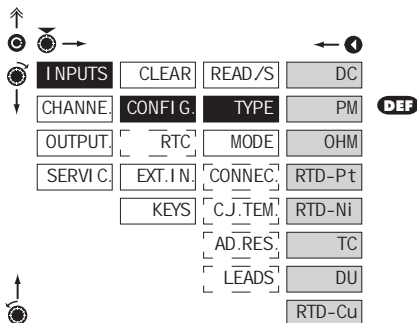 INPUTS CLEAR READ/S DC
CHANNE. CONFIG. TYPE PM DEF
OUTPUT. RTC MODE OHM
SERVIC. EXT.IN. CONNEC. RTD-Pt
KEYS C.J.TEM. RTD-Ni
AD.RES. TC
LEADS DU
RTD-Cu